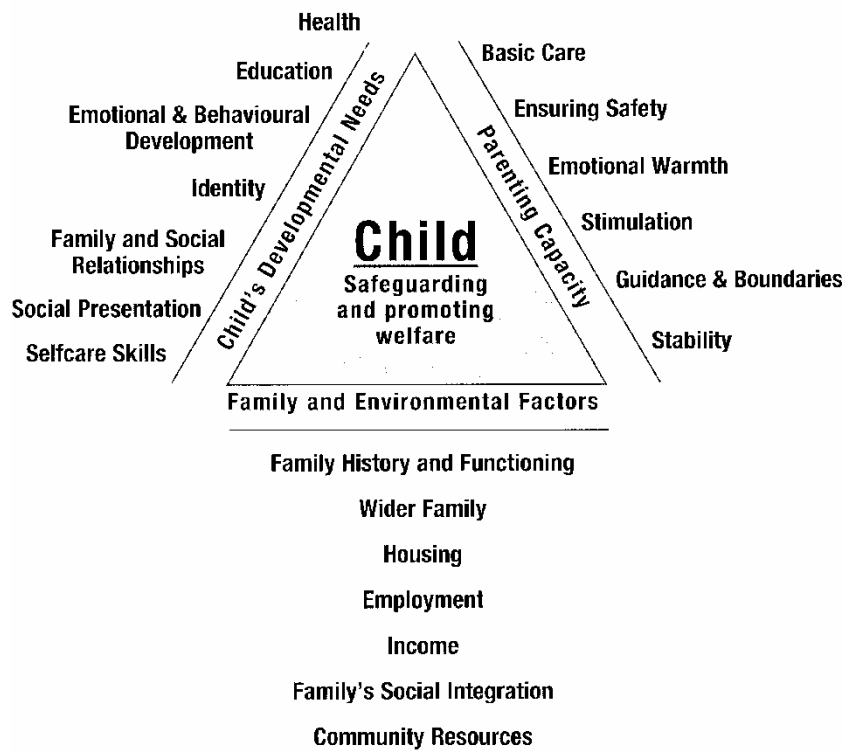 Health
Education
Emotional & Behavioural
Development
Identity
Family and Social
Relationships
Social Presentation
Selfcare Skills
Child's Developmental Needs
Child
Safeguarding
and promoting
welfare
Parenting Capacity
Basic Care
Ensuring Safety
Emotional Warmth
Stimulation
Guidance & Boundaries
Stability
Family and Environmental Factors
Family History and Functioning
Wider Family
Housing
Employment
Income
Family's Social Integration
Community Resources